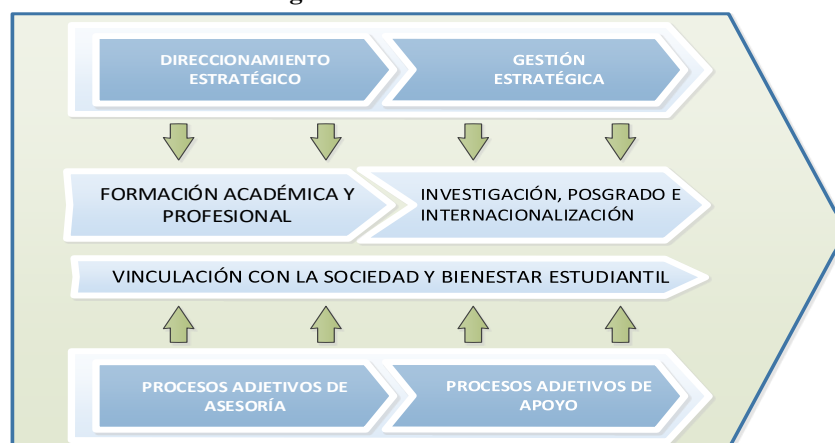 DIRECCIONAMIENTO
ESTRATÉGICO
GESTIÓN
ESTRATÉGICA
FORMACIÓN ACADÉMICA Y
PROFESIONAL
INVESTIGACIÓN, POSGRADO E
INTERNACIONALIZACIÓN
VINCULACIÓN CON LA SOCIEDAD Y BIENESTAR ESTUDIANTIL
PROCESOS ADJETIVOS DE
ASESORÍA
PROCESOS ADJETIVOS DE
APOYO